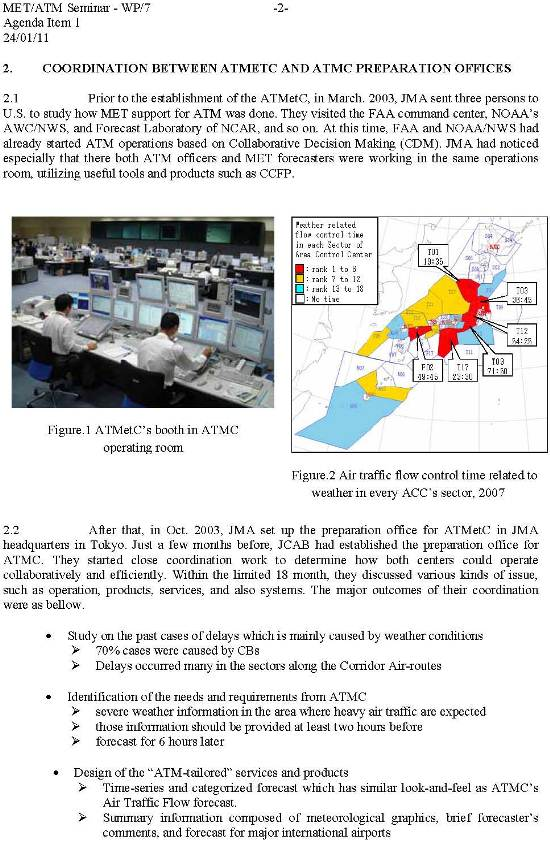 MET/ATM Seminar - WP/7
-2-
Agenda Item 1
24/01/11
2. COORDINATION BETWEEN ATMETC AND ATMC PREPARATION OFFICES
2.1 Prior to the establishment of the ATMetC, in March. 2003, JMA sent three persons to
U.S. to study how MET support for ATM was done. They visited the FAA command center, NOAA's
AWC/NWS, and Forecast Laboratory of NCAR, and so on. At this time, FAA and NOAA/NWS had
already started ATM operations based on Collaborative Decision Making (CDM). JMA had noticed
especially that there both ATM officers and MET forecasters were working in the same operations
room, utilizing useful tools and products such as CCFP.
Weather related
flow control time
in each Sector of
Area Control Center
: rank 1 to 6
: rank 7 to 12
: rank 13 to 18
: No time
T01
T03
T12
T09
T17
23:30
F02
Figure.1 ATMetC's booth in ATMC
operating room
Figure.2 Air traffic flow control time related to
weather in every ACC's sector, 2007
2.2 After that, in Oct. 2003, JMA set up the preparation office for ATMetC in JMA
headquarters in Tokyo. Just a few months before, JCAB had established the preparation office for
ATMC. They started close coordination work to determine how both centers could operate
collaboratively and efficiently. Within the limited 18 month, they discussed various kinds of issue,
such as operation, products, services, and also systems. The major outcomes of their coordination
were as bellow.
• Study on the past cases of delays which is mainly caused by weather conditions
➢ 70% cases were caused by CBs
➢ Delays occurred many in the sectors along the Corridor Air-routes
• Identification of the needs and requirements from ATMC
➢ severe weather information in the area where heavy air traffic are expected
➢ those information should be provided at least two hours before
➢ forecast for 6 hours later
• Design of the "ATM-tailored" services and products
➢ Time-series and categorized forecast which has similar look-and-feel as ATMC's
Air Traffic Flow forecast.
➢ Summary information composed of meteorological graphics, brief forecaster's
comments, and forecast for major international airports